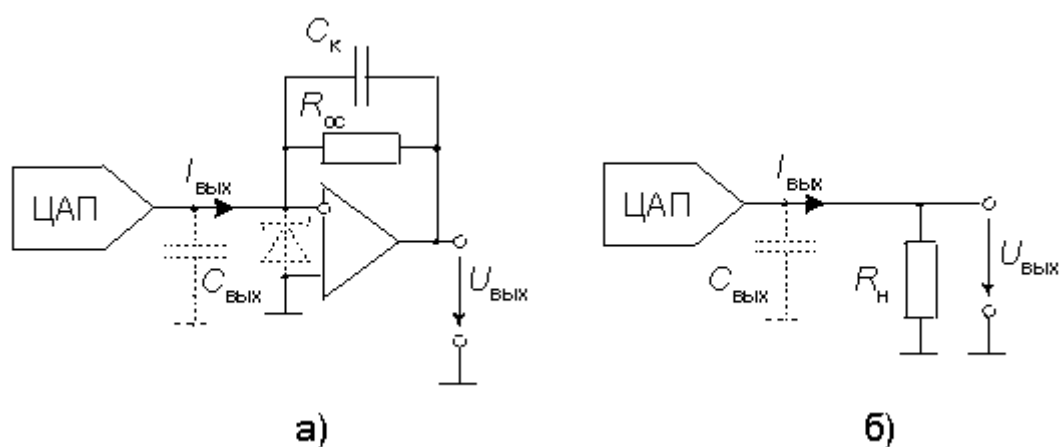 Cк
Rос
ЦАП
Iвых
Cвых
Uвых
а)
ЦАП
Iвых
Cвых
Rн
Uвых
б)